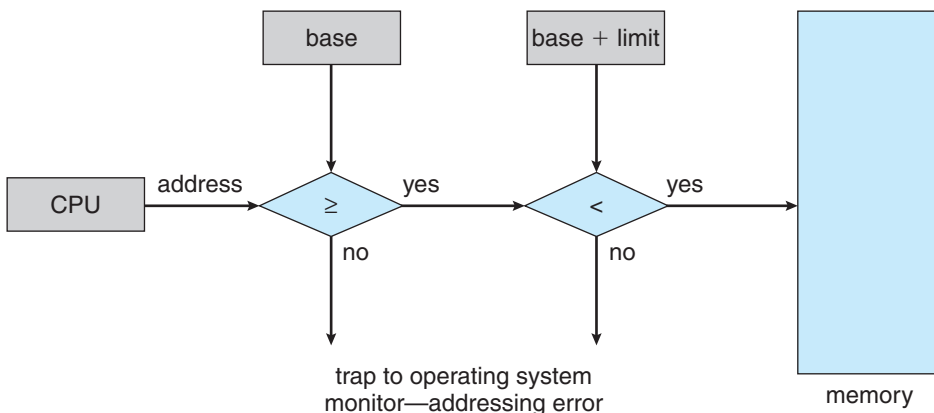 base
base + limit
CPU
address
≥
yes
<
yes
no
no
trap to operating system
monitor—addressing error
memory